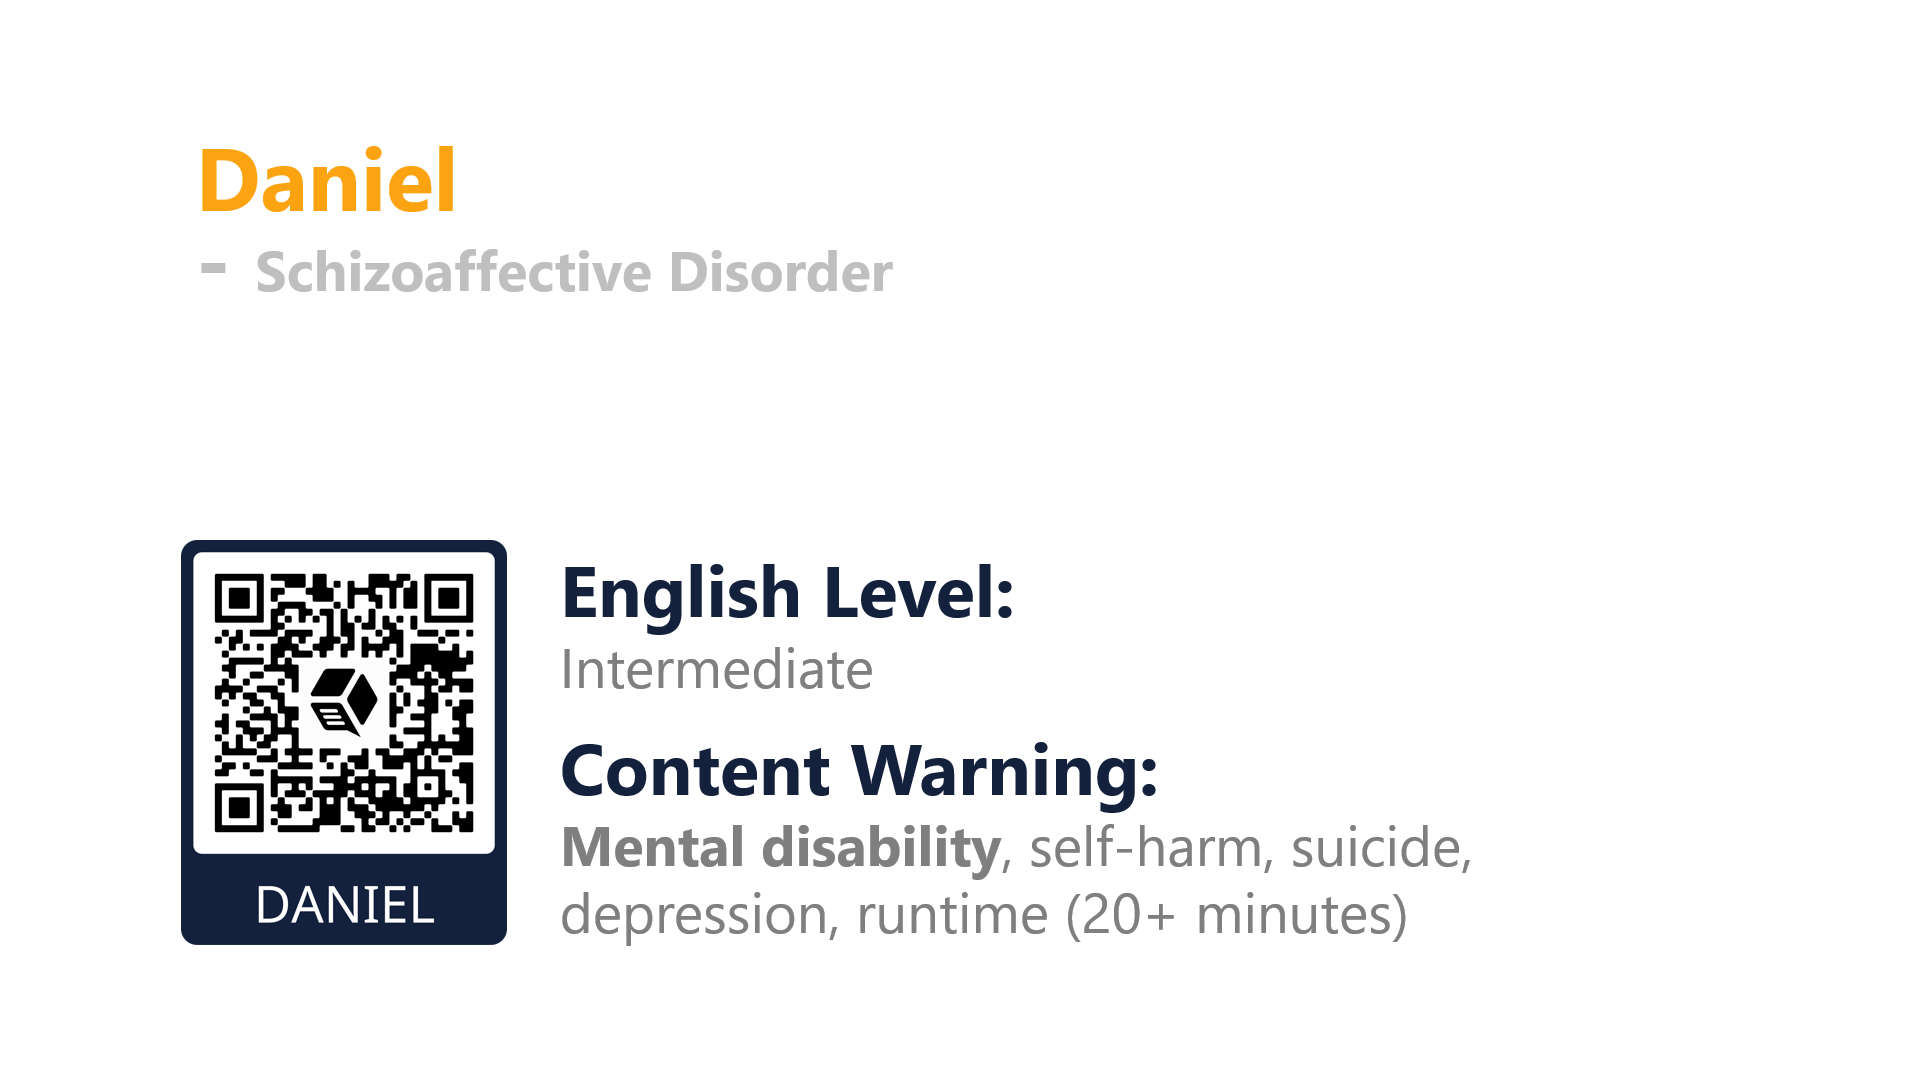 Daniel
- Schizoaffective Disorder
English Level:
Intermediate
Content Warning:
Mental disability, self-harm, suicide,
depression, runtime (20+ minutes)
DANIEL